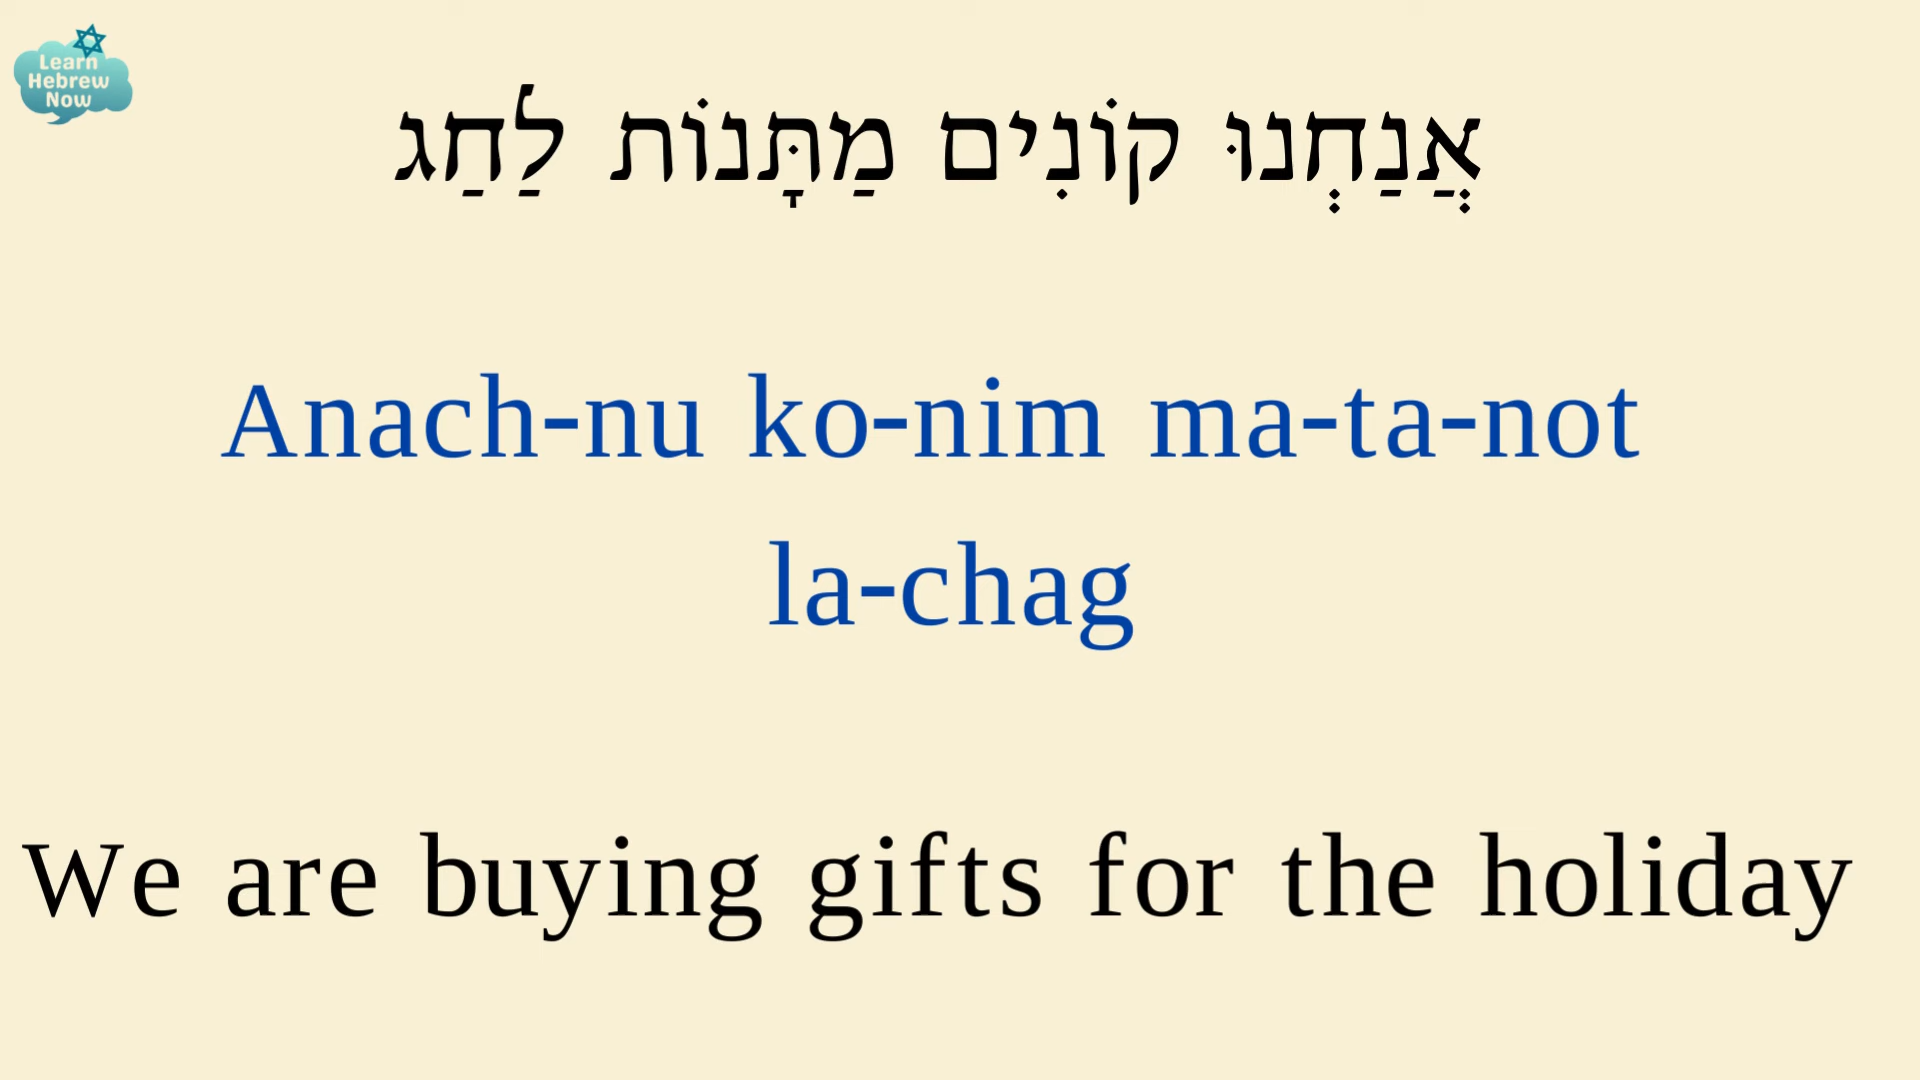 Learn
Hebrew
Now
אֲנַחְנוּ קוֹנִים מַתָּנוֹת לַחַג
Anach-nu ko-nim ma-ta-not
la-chag
We are buying gifts for the holiday